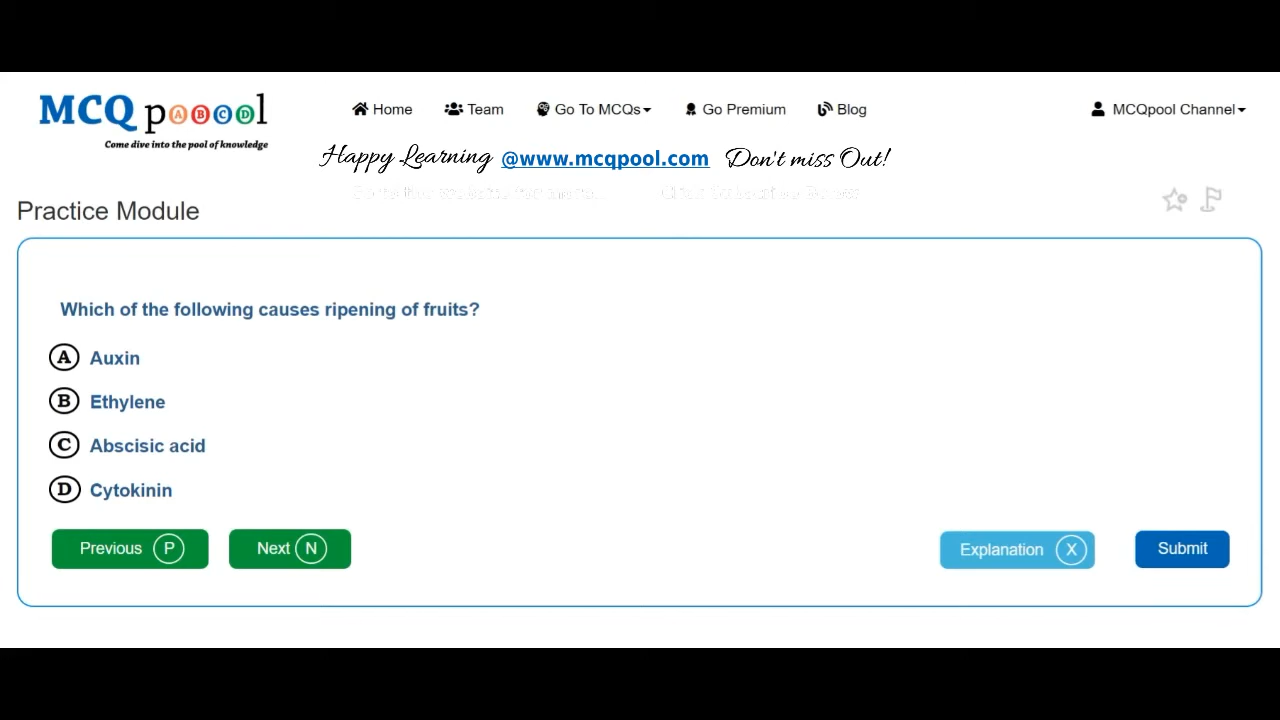 MCQ pooool
Come dive into the pool of knowledge
Home Team Go To MCQs Go Premium Blog MCQpool Channel
Happy Learning @www.mcqpool.com Don't miss Out!
Practice Module
Which of the following causes ripening of fruits?
A Auxin
B Ethylene
C Abscisic acid
D Cytokinin
Previous P Next N Explanation X Submit